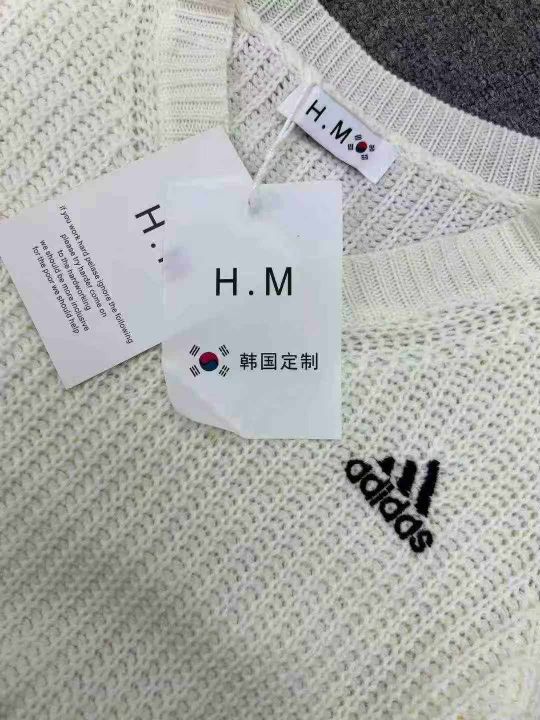 H.M
H.
if you work hard pelase ignore the following
please try harder come on
to the hardworking
we should be more inclusive
for the poor we should help
H.M
韩国定制
adidas